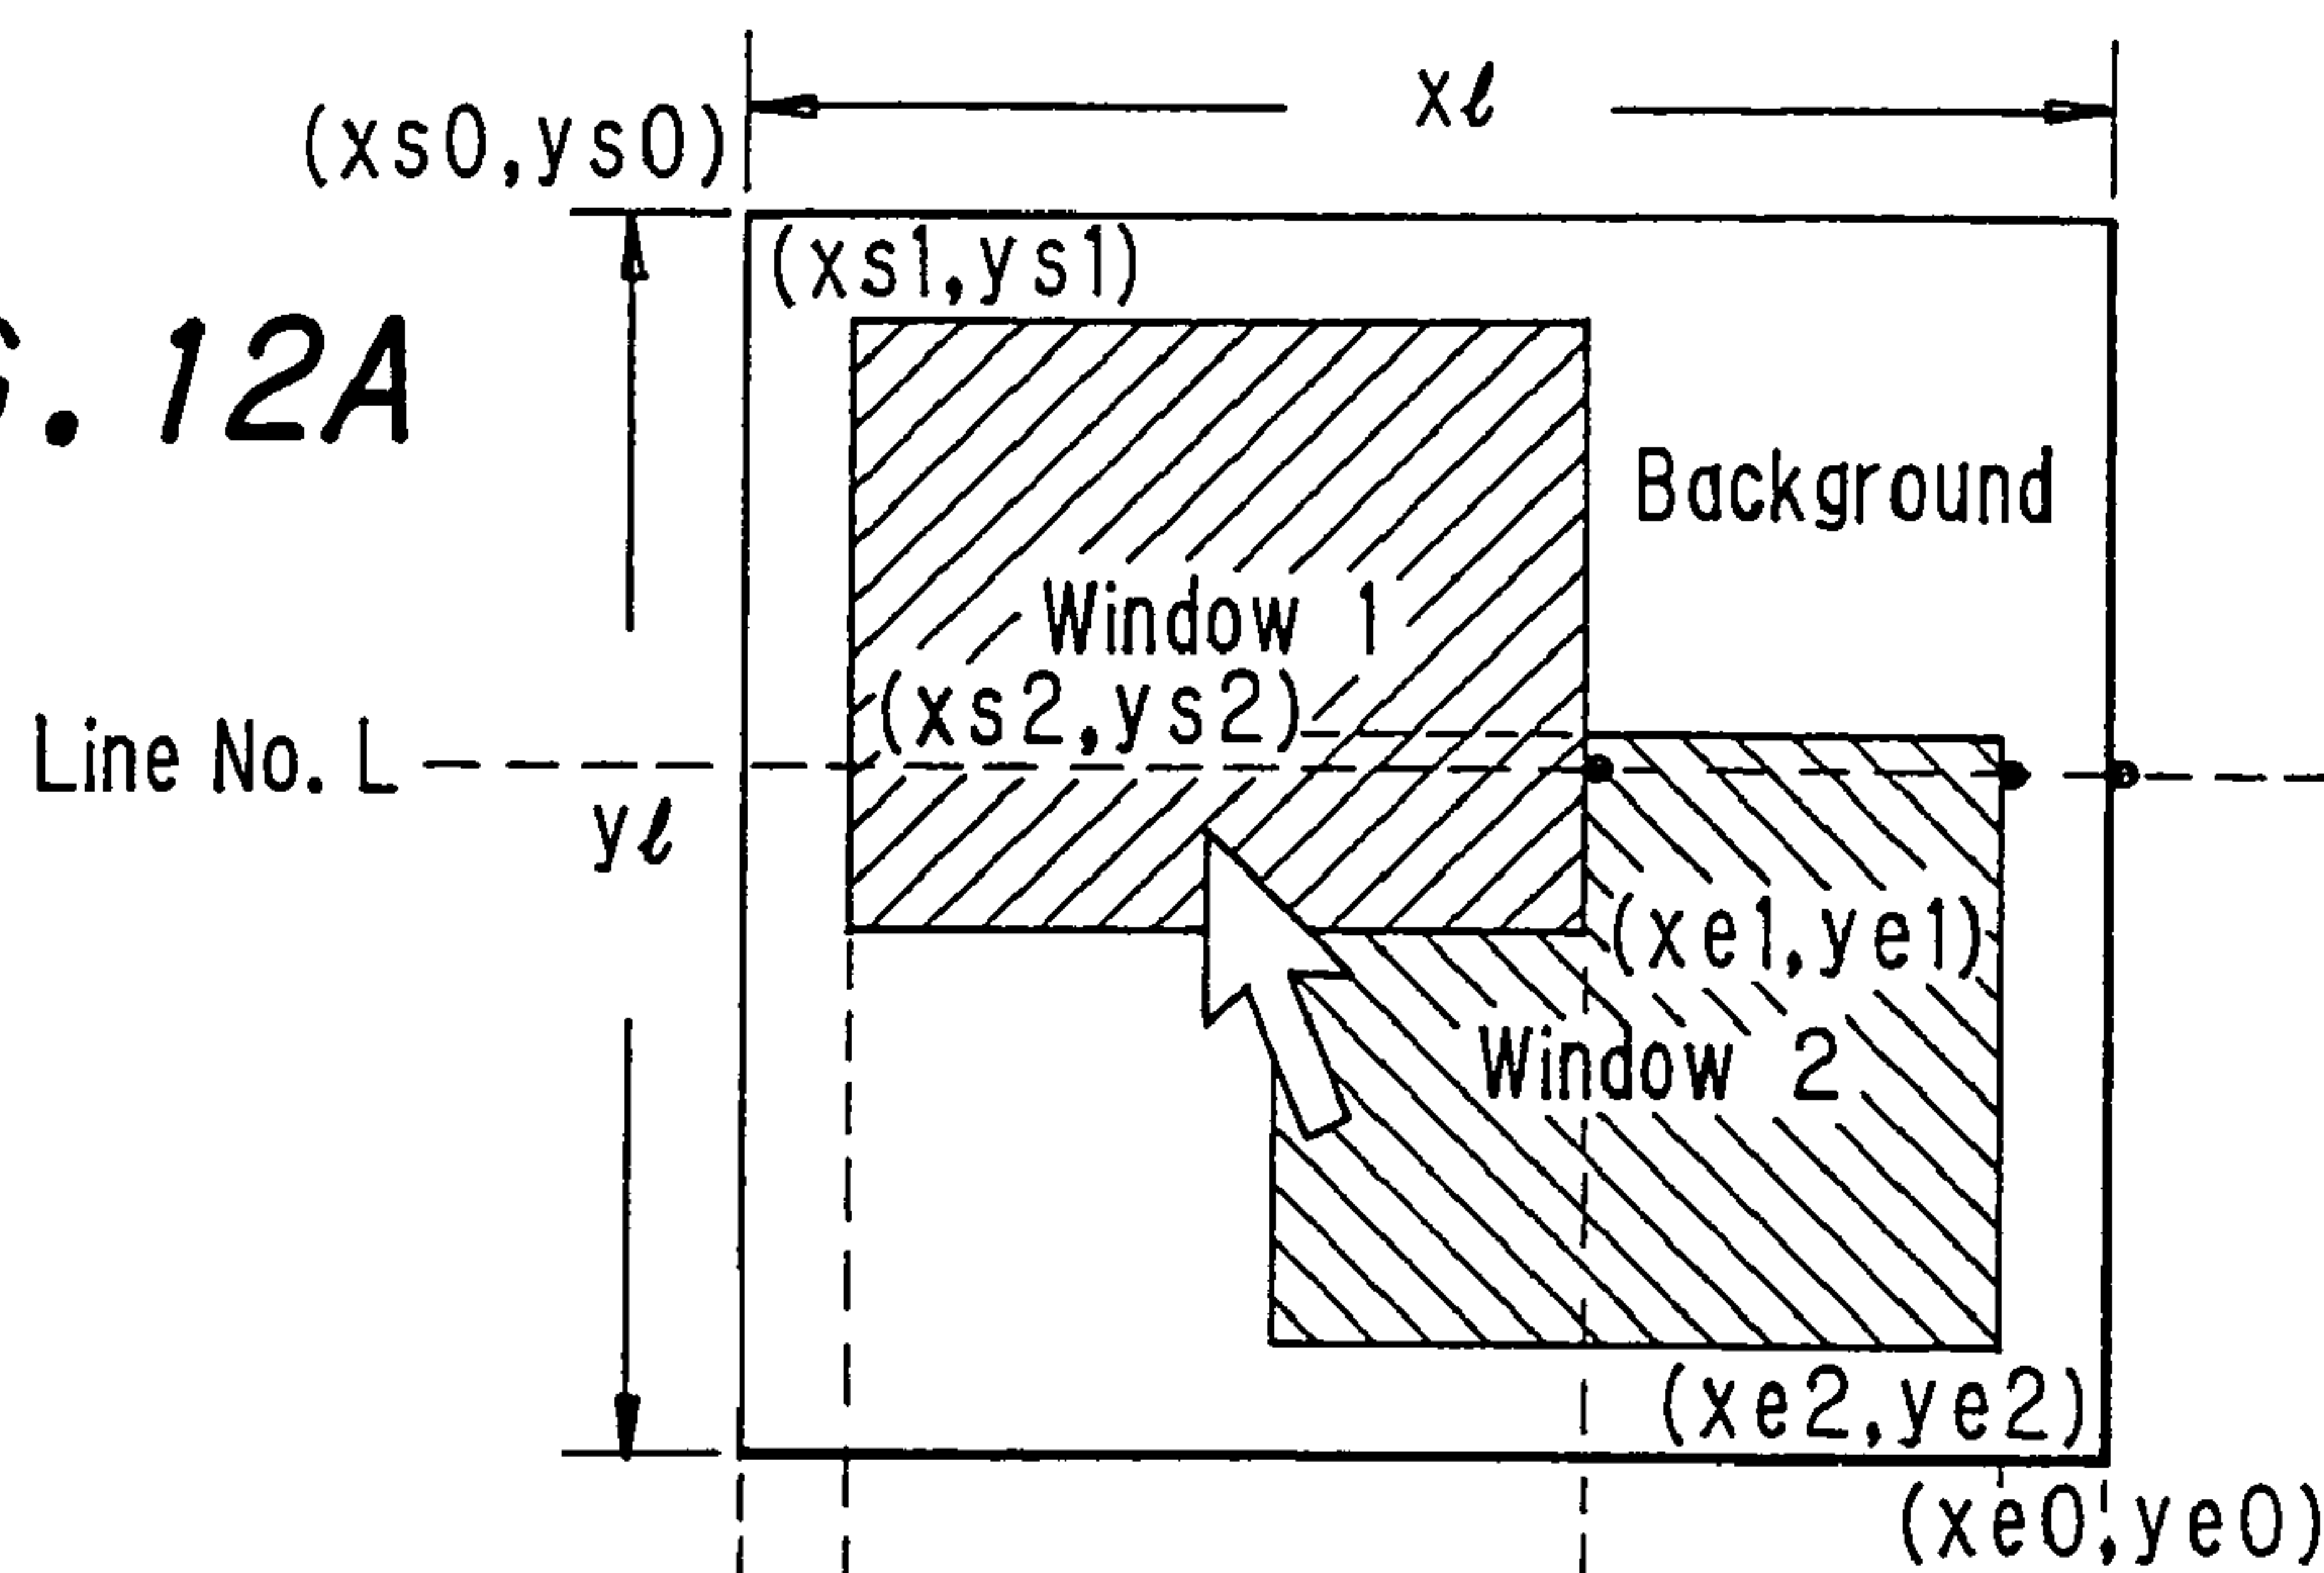 xℓ
(xs0,ys0)
(xs1,ys1)
G. 12A
Background
Window 1
(xs2,ys2)
Line No. L
yℓ
(xe1,ye1)
Window 2
(xe2,ye2)
(xe0,ye0)